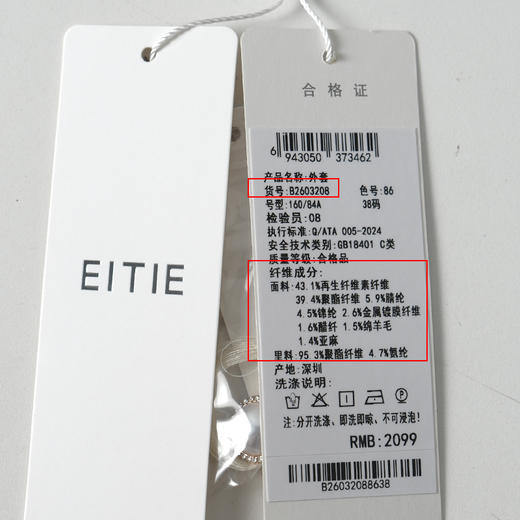 EITIE
合格证
6 943050 373462
产品名称:外套
货号:B2603208 色号:86
号型:160/84A 38码
检验员:08
执行标准:Q/ATA 005-2024
安全技术类别:GB18401 C类
质量等级:合格品
纤维成分:
面料:43.1%再生纤维素纤维
39.4%聚酯纤维 5.9%腈纶
4.5%锦纶 2.6%金属镀膜纤维
1.6%醋纤 1.5%绵羊毛
1.4%亚麻
里料:95.3%聚酯纤维 4.7%氨纶
产地:深圳
洗涤说明:
注:分开洗涤、即洗即晾、不可浸泡!
RMB:2099
B26032088638